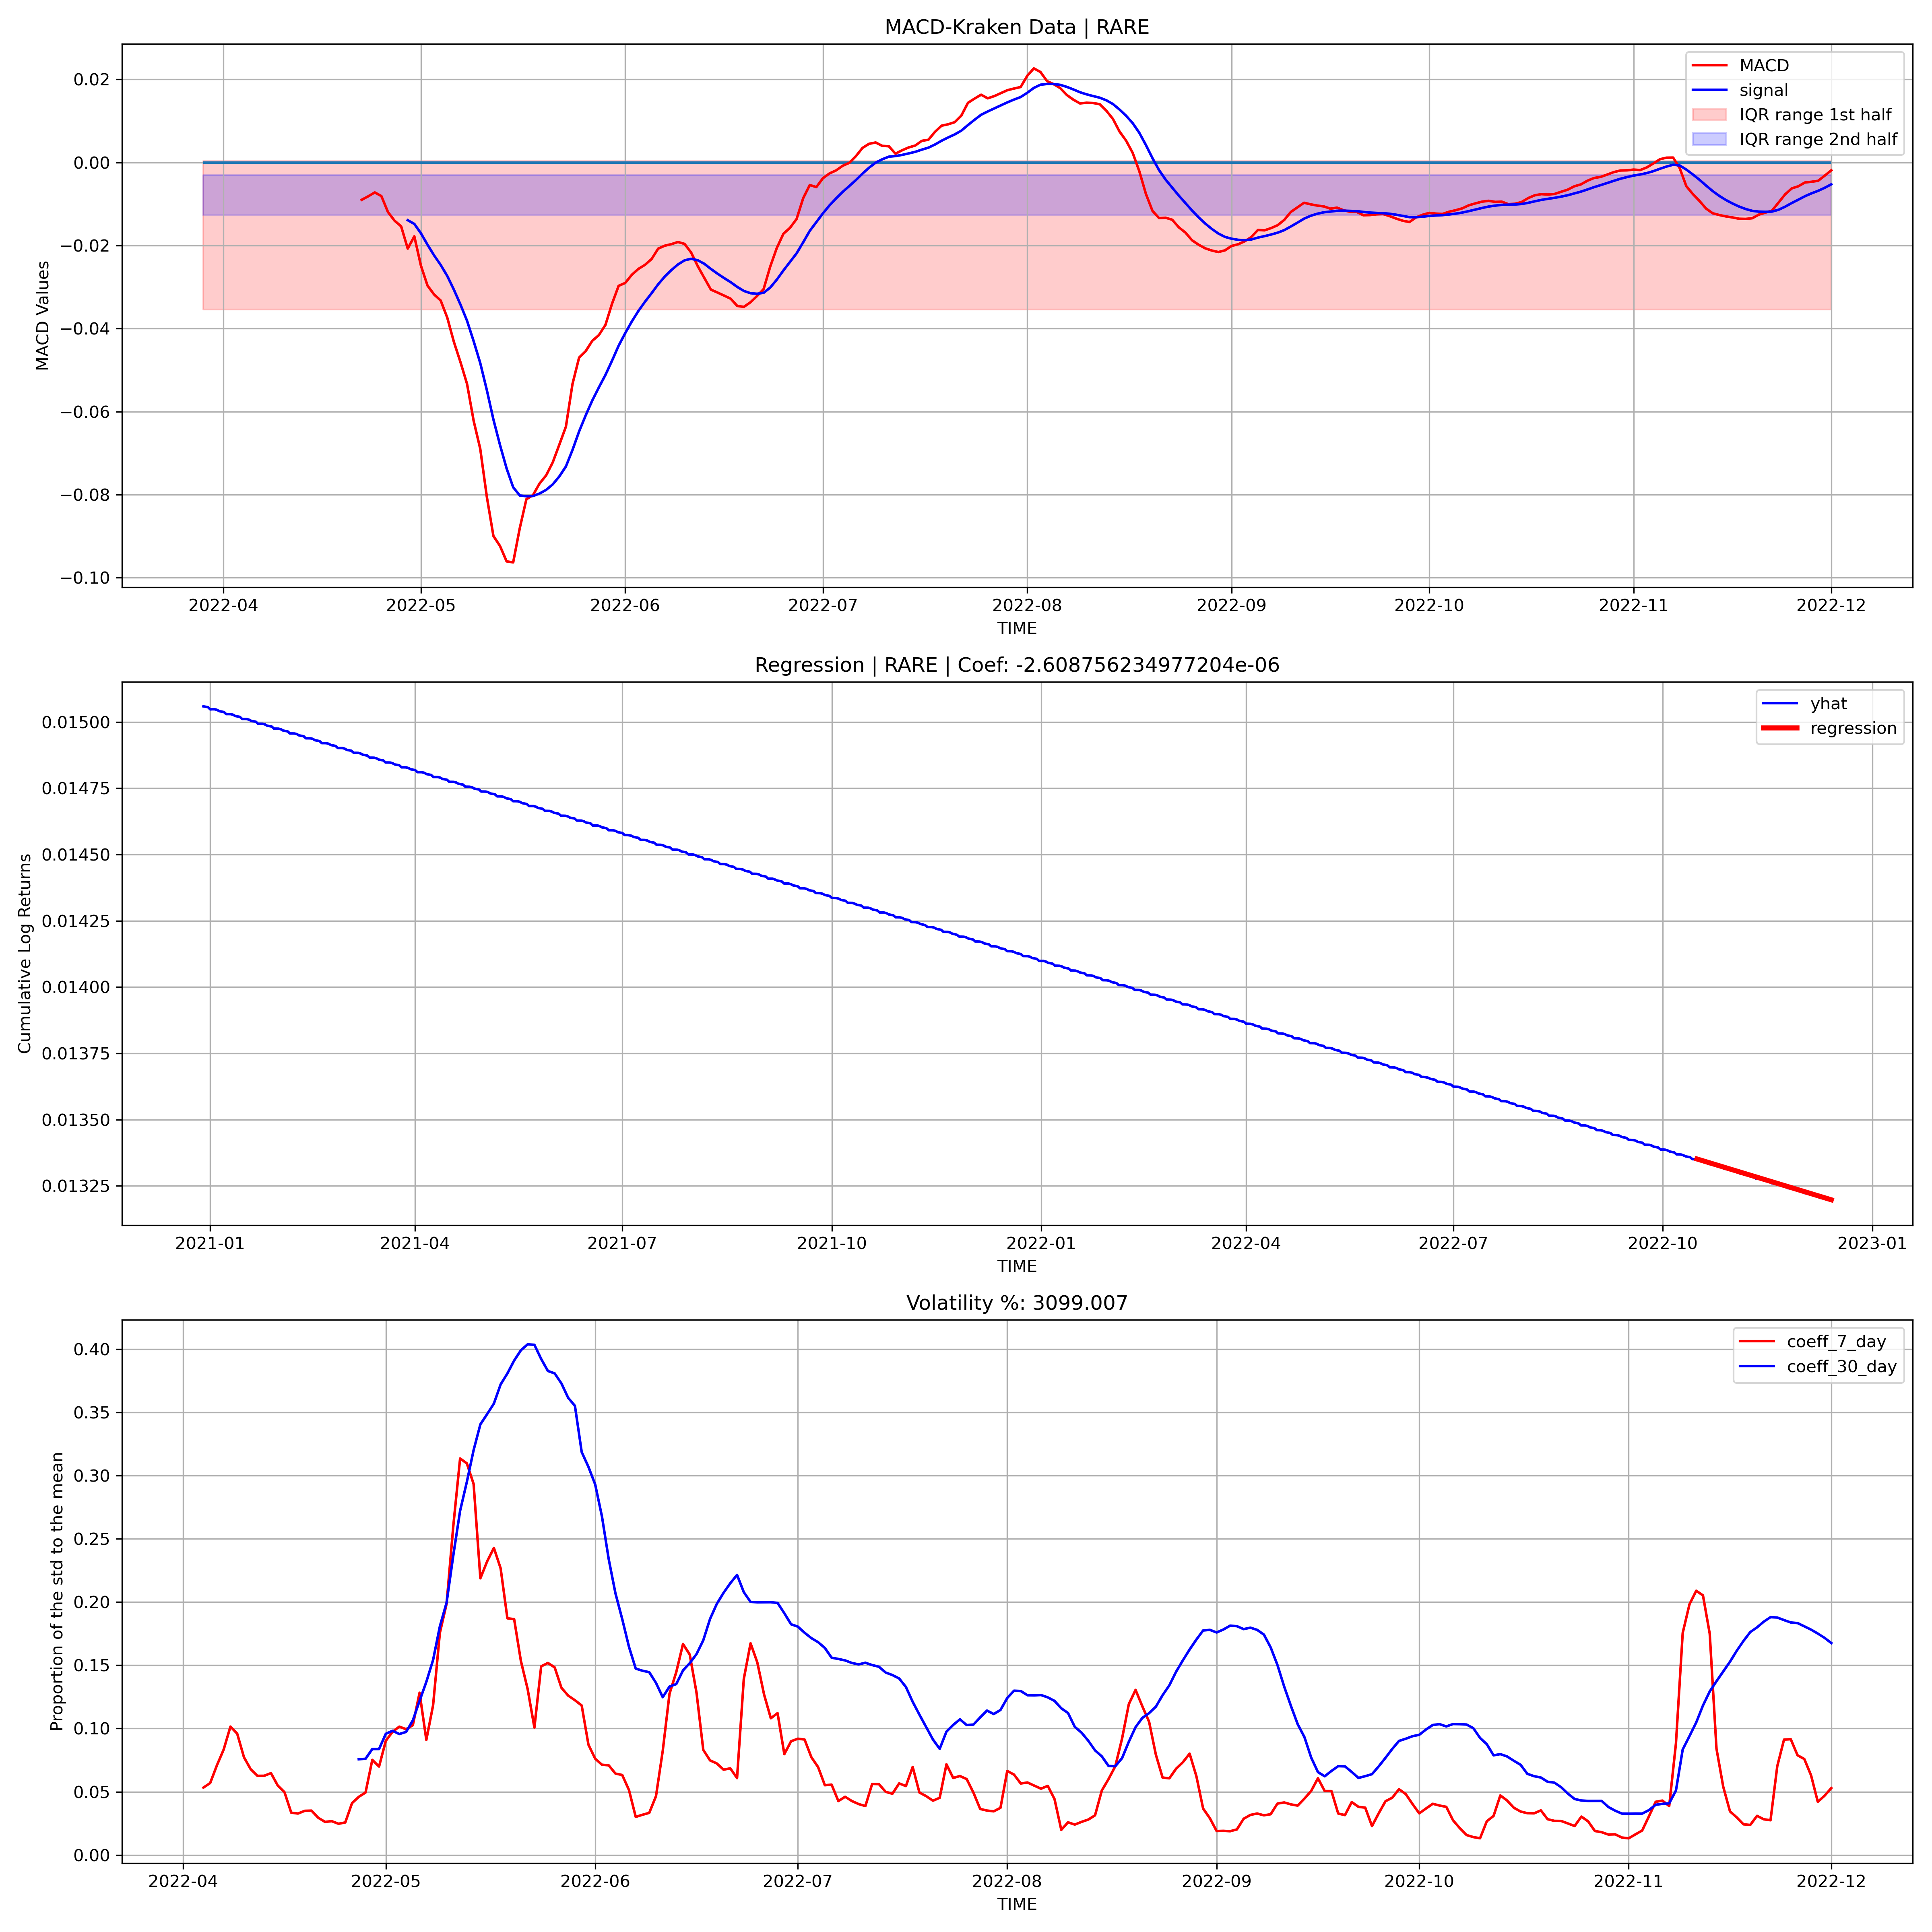 MACD-Kraken Data | RARE
MACD
signal
IQR range 1st half
IQR range 2nd half
0.02
0.00
−0.02
−0.04
−0.06
−0.08
−0.10
MACD Values
2022-04 2022-05 2022-06 2022-07 2022-08 2022-09 2022-10 2022-11 2022-12
TIME
Regression | RARE | Coef: -2.608756234977204e-06
yhat
regression
0.01500
0.01475
0.01450
0.01425
0.01400
0.01375
0.01350
0.01325
Cumulative Log Returns
2021-01 2021-04 2021-07 2021-10 2022-01 2022-04 2022-07 2022-10 2023-01
TIME
Volatility %: 3099.007
coeff_7_day
coeff_30_day
0.40
0.35
0.30
0.25
0.20
0.15
0.10
0.05
0.00
Proportion of the std to the mean
2022-04 2022-05 2022-06 2022-07 2022-08 2022-09 2022-10 2022-11 2022-12
TIME